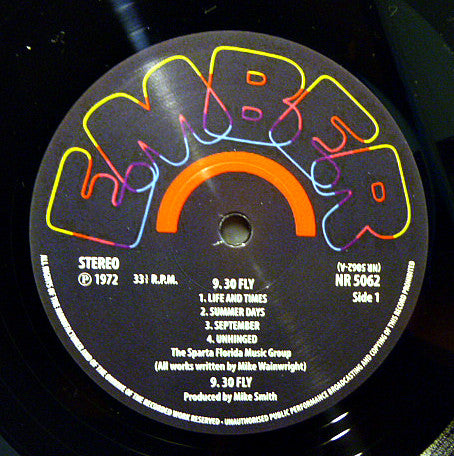 EMBER
STEREO
℗ 1972
33⅓ R.P.M.
(NR 5062-A)
NR 5062
Side 1
9.30 FLY
1. LIFE AND TIMES
2. SUMMER DAYS
3. SEPTEMBER
4. UNHINGED
The Sparta Florida Music Group
(All works written by Mike Wainwright)
9.30 FLY
Produced by Mike Smith
ALL RIGHTS OF THE MANUFACTURER AND OF THE OWNER OF THE RECORDED WORK RESERVED - UNAUTHORISED PUBLIC PERFORMANCE BROADCASTING AND COPYING OF THIS RECORD PROHIBITED